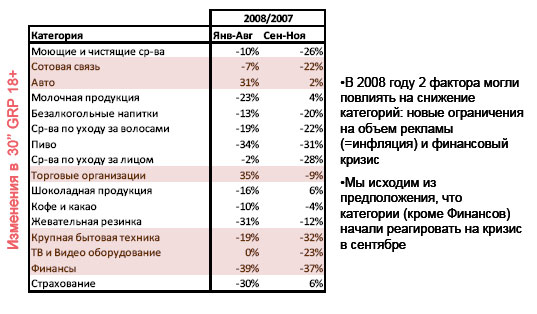 Изменения в 30” GRP 18+
2008/2007
Категория Янв-Авг Сен-Ноя
Моющие и чистящие ср-ва -10% -26%
Сотовая связь -7% -22%
Авто 31% 2%
Молочная продукция -23% 4%
Безалкогольные напитки -13% -20%
Ср-ва по уходу за волосами -19% -22%
Пиво -34% -31%
Ср-ва по уходу за лицом -2% -28%
Торговые организации 35% -9%
Шоколадная продукция -16% 6%
Кофе и какао -10% -4%
Жевательная резинка -31% -12%
Крупная бытовая техника -19% -32%
ТВ и Видео оборудование 0% -23%
Финансы -39% -37%
Страхование -30% 6%
•В 2008 году 2 фактора могли
повлиять на снижение
категорий: новые ограничения
на объем рекламы
(=инфляция) и финансовый
кризис
•Мы исходим из
предположения, что
категории (кроме Финансов)
начали реагировать на кризис
в сентябре